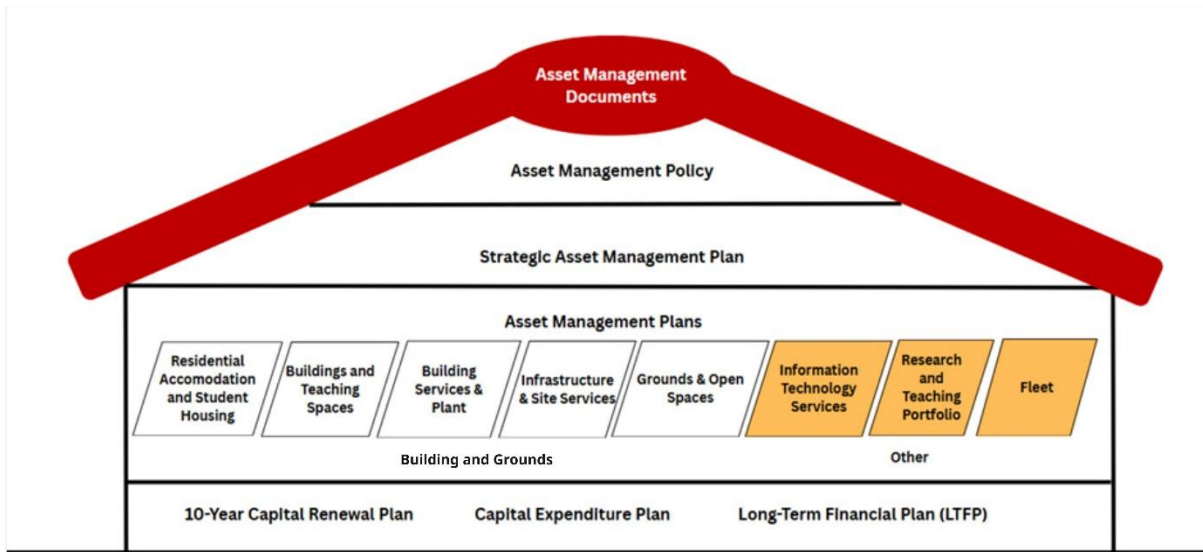 Asset Management
Documents
Asset Management Policy
Strategic Asset Management Plan
Asset Management Plans
Residential
Accomodation
and Student
Housing
Buildings and
Teaching
Spaces
Building
Services &
Plant
Infrastructure
& Site Services
Grounds & Open
Spaces
Information
Technology
Services
Research
and
Teaching
Portfolio
Fleet
Building and Grounds
Other
10-Year Capital Renewal Plan
Capital Expenditure Plan
Long-Term Financial Plan (LTFP)